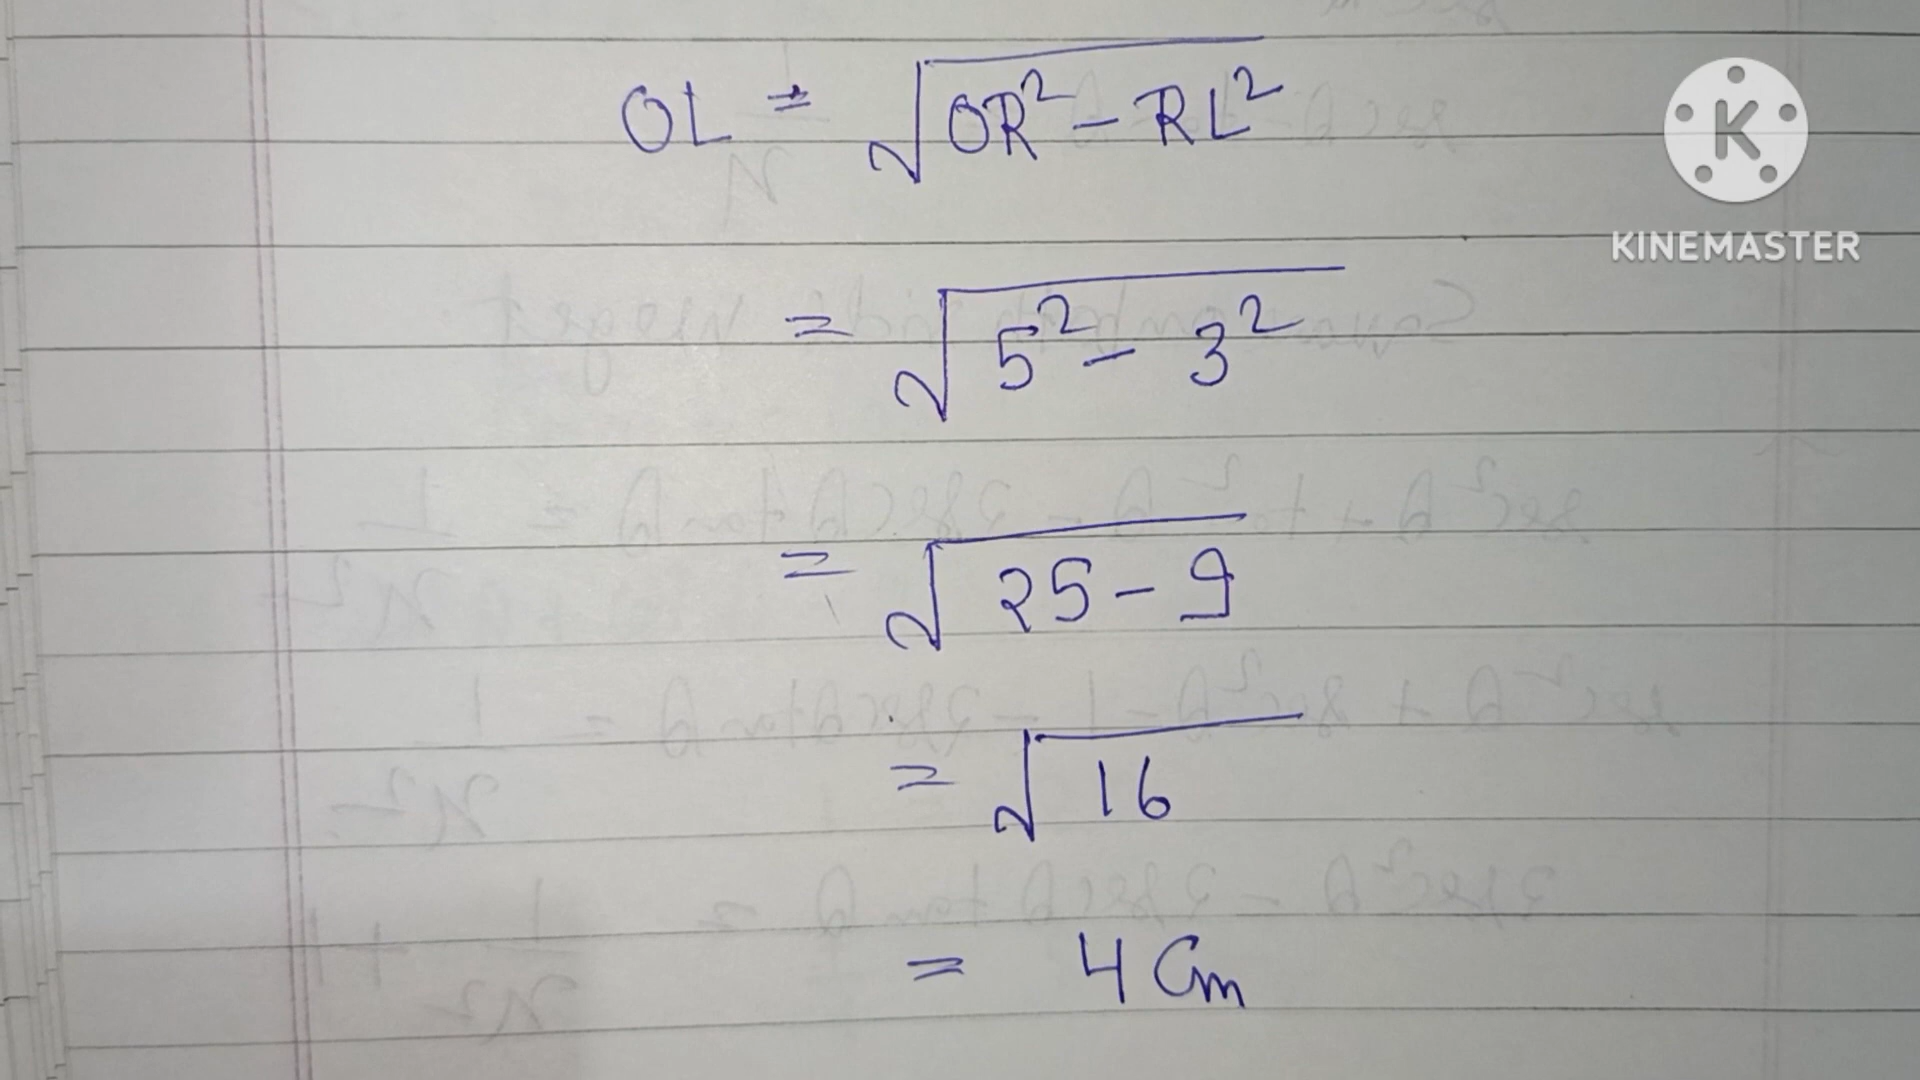 OL = √OR² - RL²
KINEMASTER
= √5² - 3²
= √25 - 9
= √16
= 4 Cm